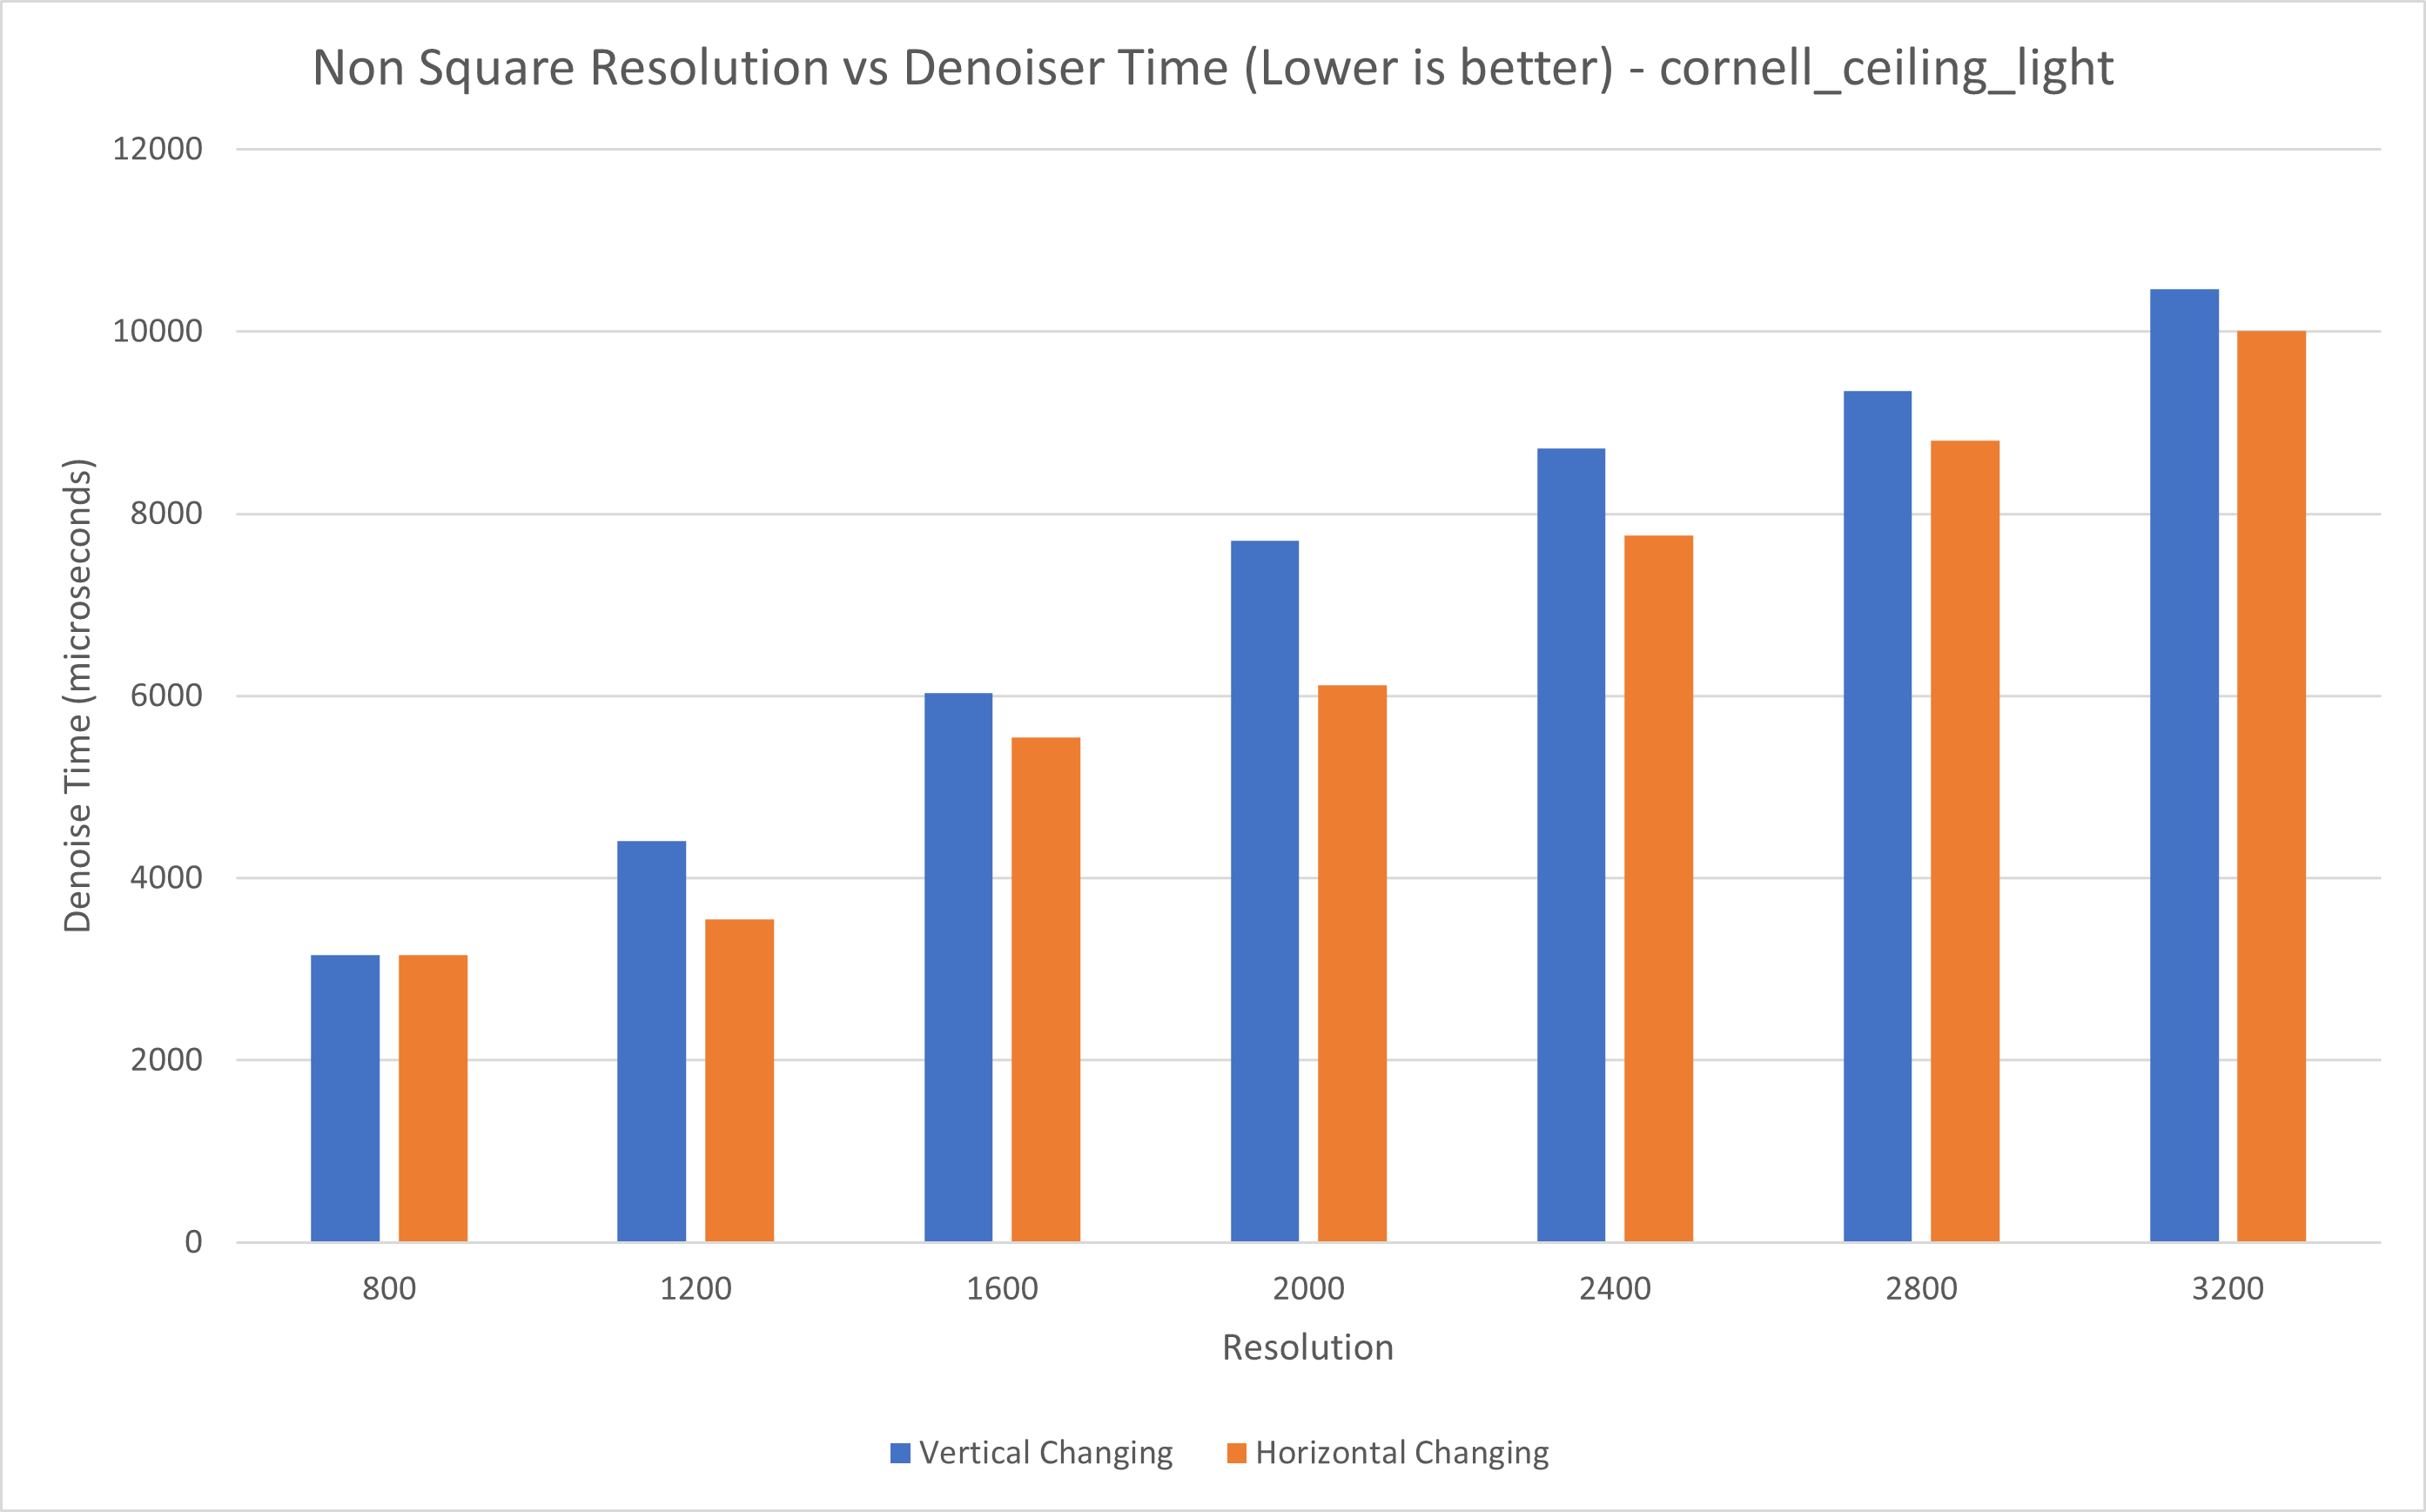 Non Square Resolution vs Denoiser Time (Lower is better) - cornell_ceiling_light
12000
10000
8000
6000
4000
2000
0
Denoise Time (microseconds)
800 1200 1600 2000 2400 2800 3200
Resolution
Vertical Changing Horizontal Changing